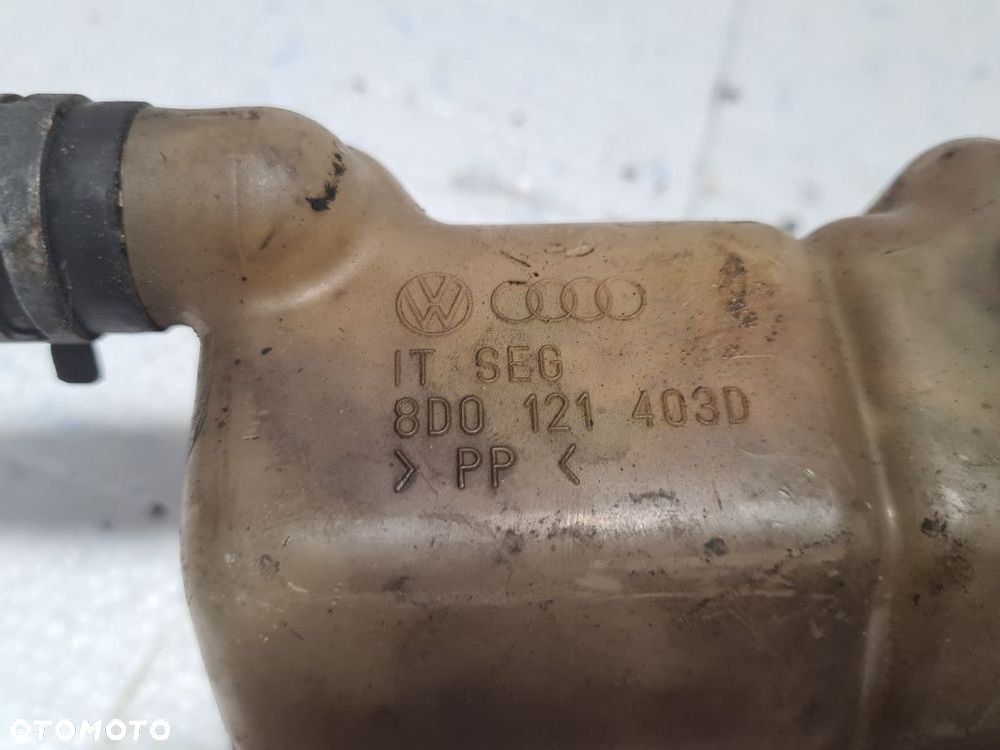 IT SEG
8D0 121 403D
> PP <
OTOMOTO